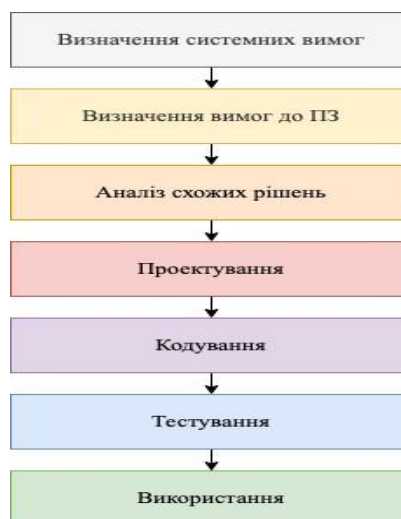 Визначення системних вимог
Визначення вимог до ПЗ
Аналіз схожих рішень
Проектування
Кодування
Тестування
Використання